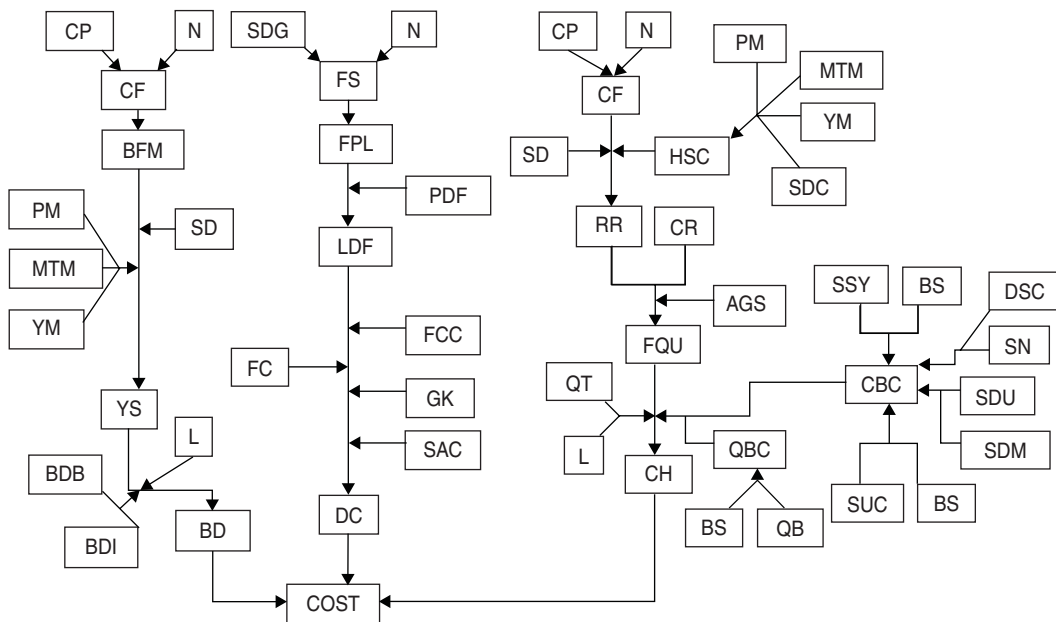 CP
N
SDG
N
CP
N
PM
MTM
YM
SDC
CF
FS
CF
BFM
FPL
SD
HSC
PM
SD
PDF
MTM
LDF
RR
CR
YM
AGS
SSY
BS
DSC
FCC
FQU
SN
FC
QT
CBC
GK
SDU
YS
L
SAC
L
QBC
SDM
BDB
CH
BDI
BD
DC
BS
QB
SUC
BS
COST